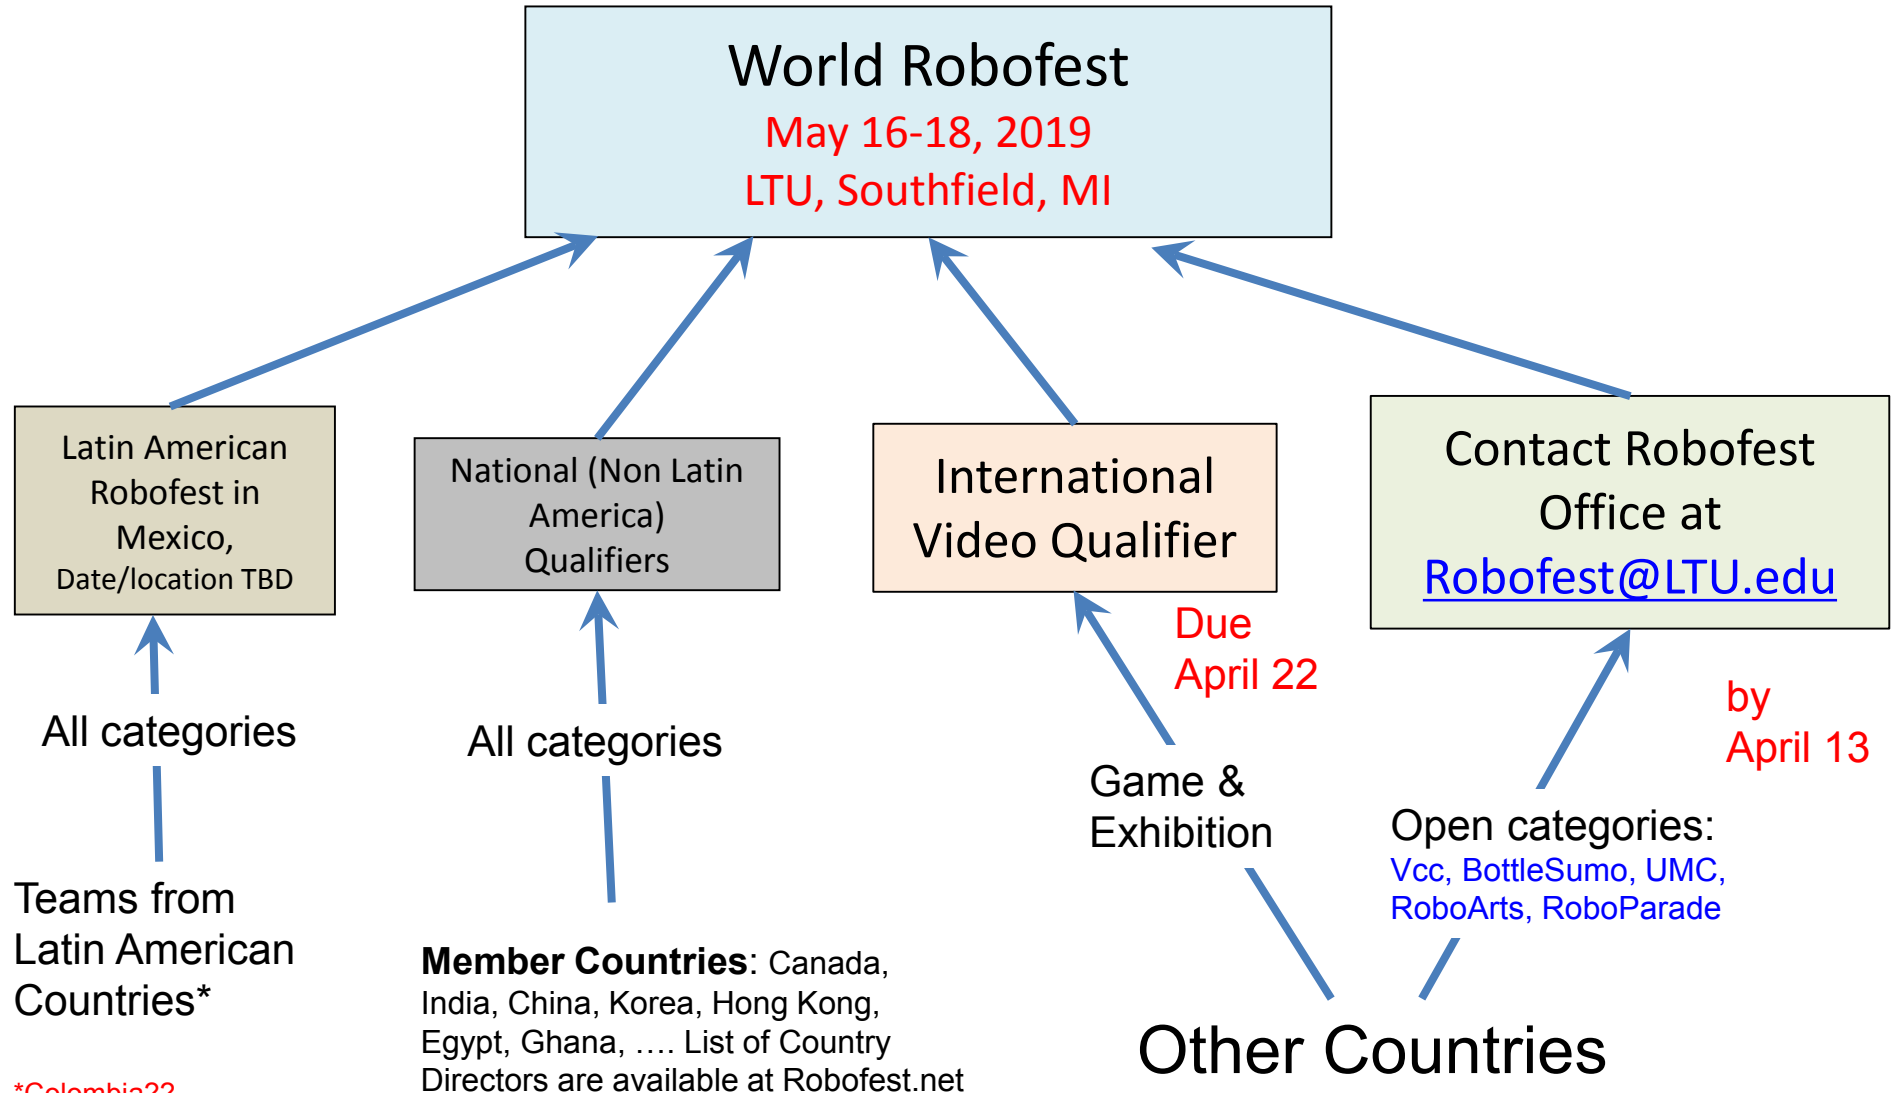 World Robofest
May 16-18, 2019
LTU, Southfield, MI
Latin American
Robofest in
Mexico,
Date/location TBD
National (Non Latin
America)
Qualifiers
International
Video Qualifier
Contact Robofest
Office at
Robofest@LTU.edu
Due
April 22
by
April 13
All categories
All categories
Game &
Exhibition
Open categories:
Vcc, BottleSumo, UMC,
RoboArts, RoboParade
Teams from
Latin American
Countries*
Member Countries: Canada,
India, China, Korea, Hong Kong,
Egypt, Ghana, …. List of Country
Directors are available at Robofest.net
Other Countries